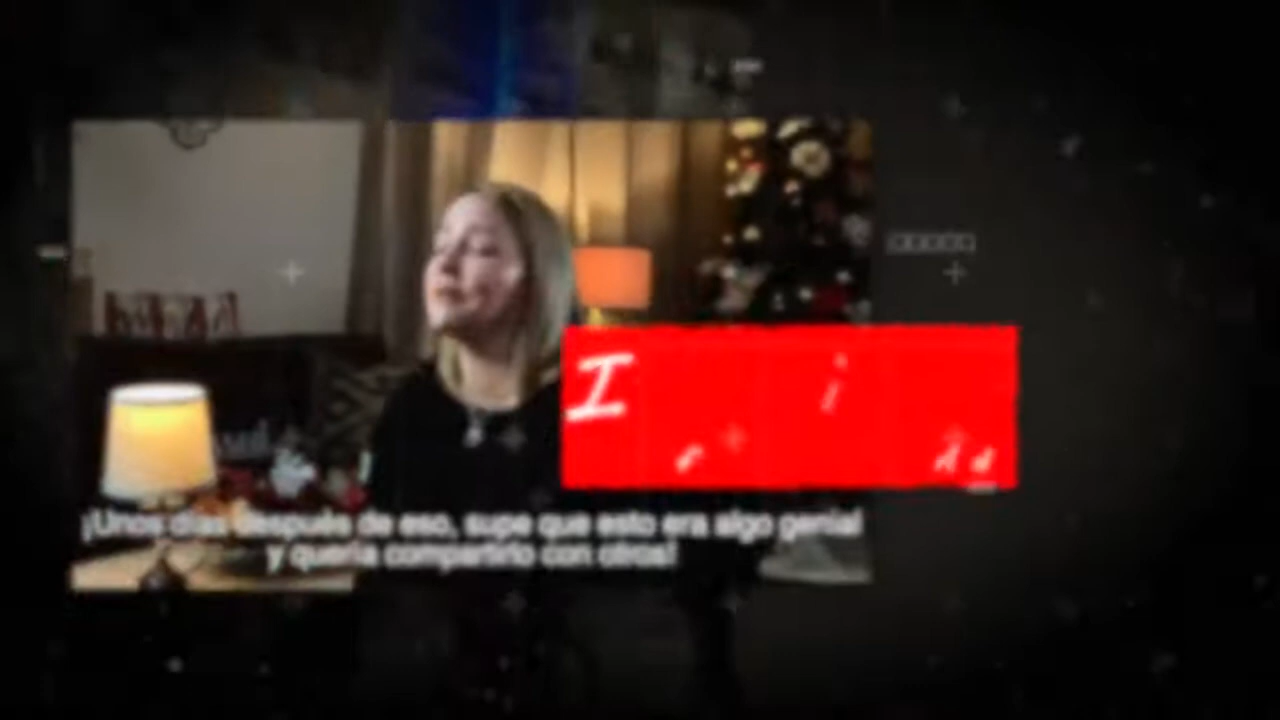 I i
r d d
¡Unos días después de eso, supe que esto era algo genial
y quería compartirlo con otros!